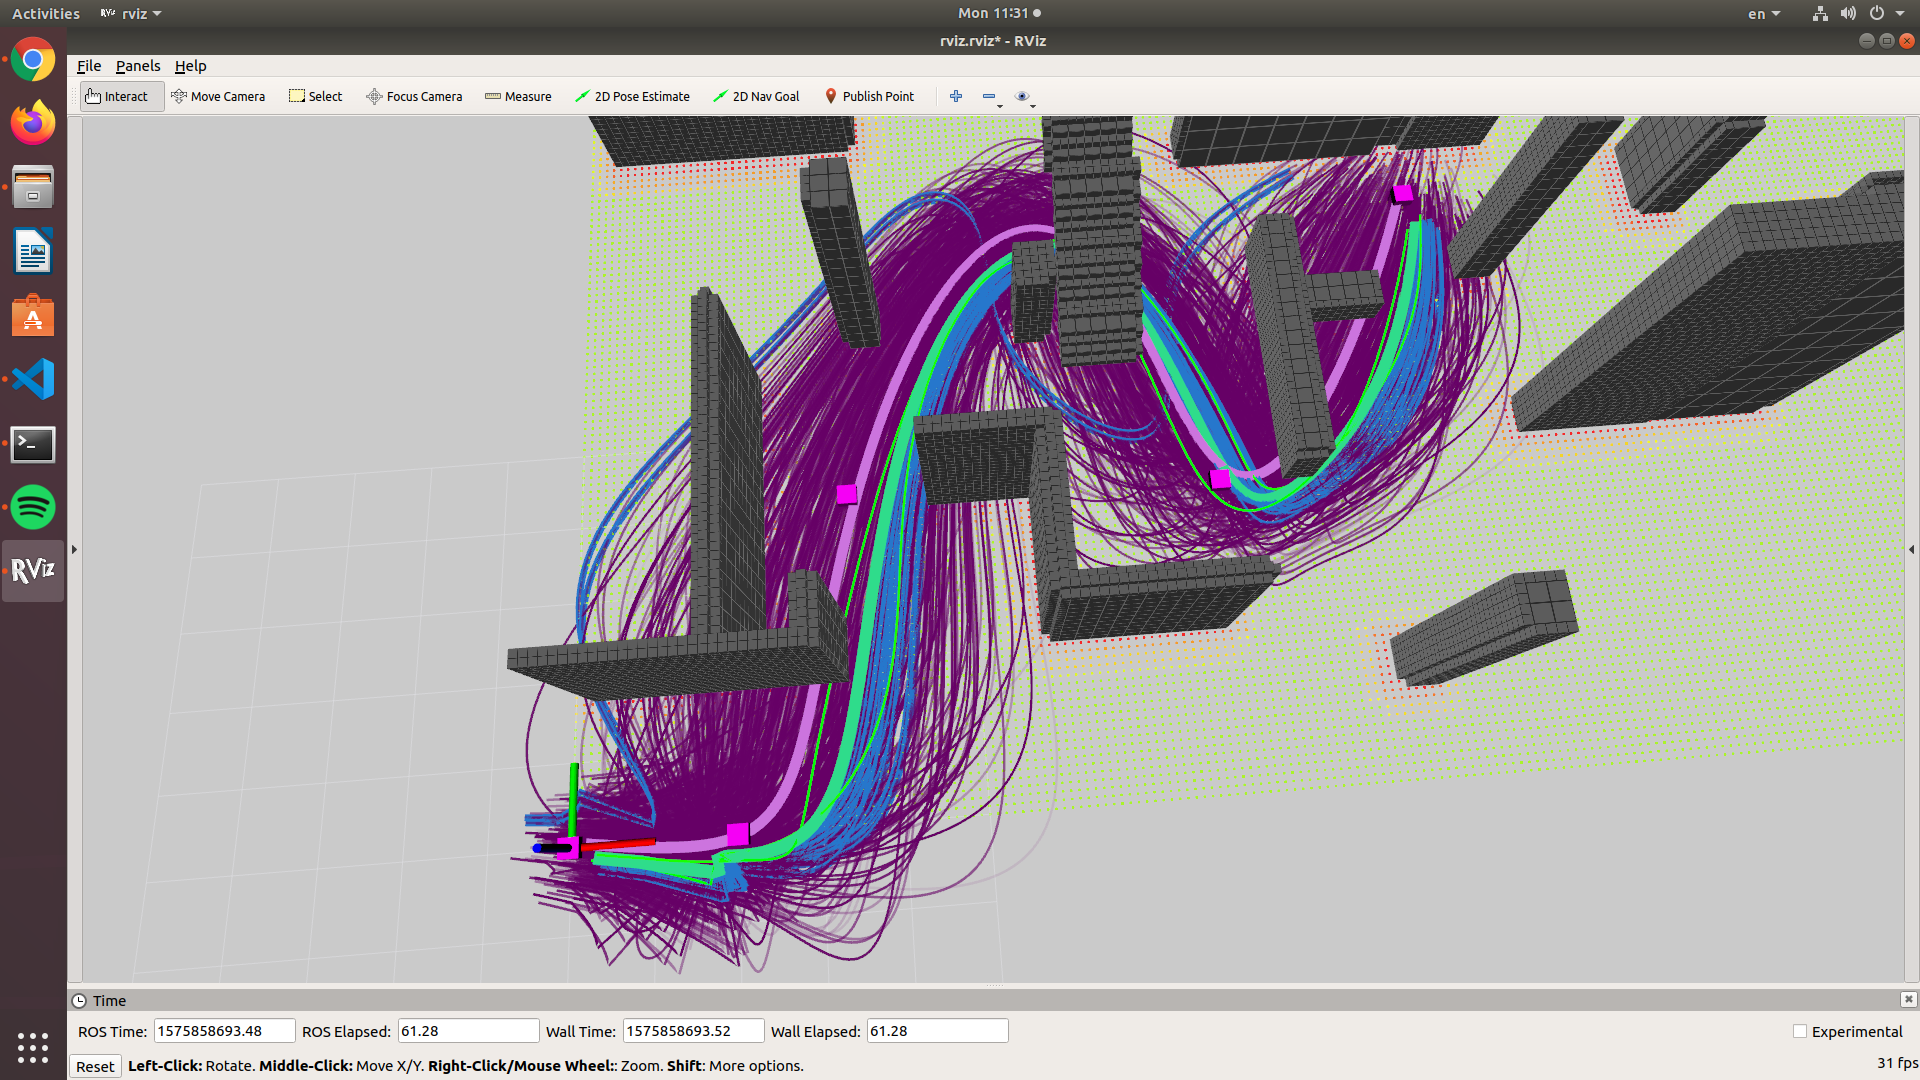 Activities RViz rviz Mon 11:31 en
rviz.rviz* - RViz
File Panels Help
Interact Move Camera Select Focus Camera Measure 2D Pose Estimate 2D Nav Goal Publish Point
RViz
Time
ROS Time: 1575858693.48 ROS Elapsed: 61.28 Wall Time: 1575858693.52 Wall Elapsed: 61.28 Experimental
Reset Left-Click: Rotate. Middle-Click: Move X/Y. Right-Click/Mouse Wheel:: Zoom. Shift: More options. 31 fps